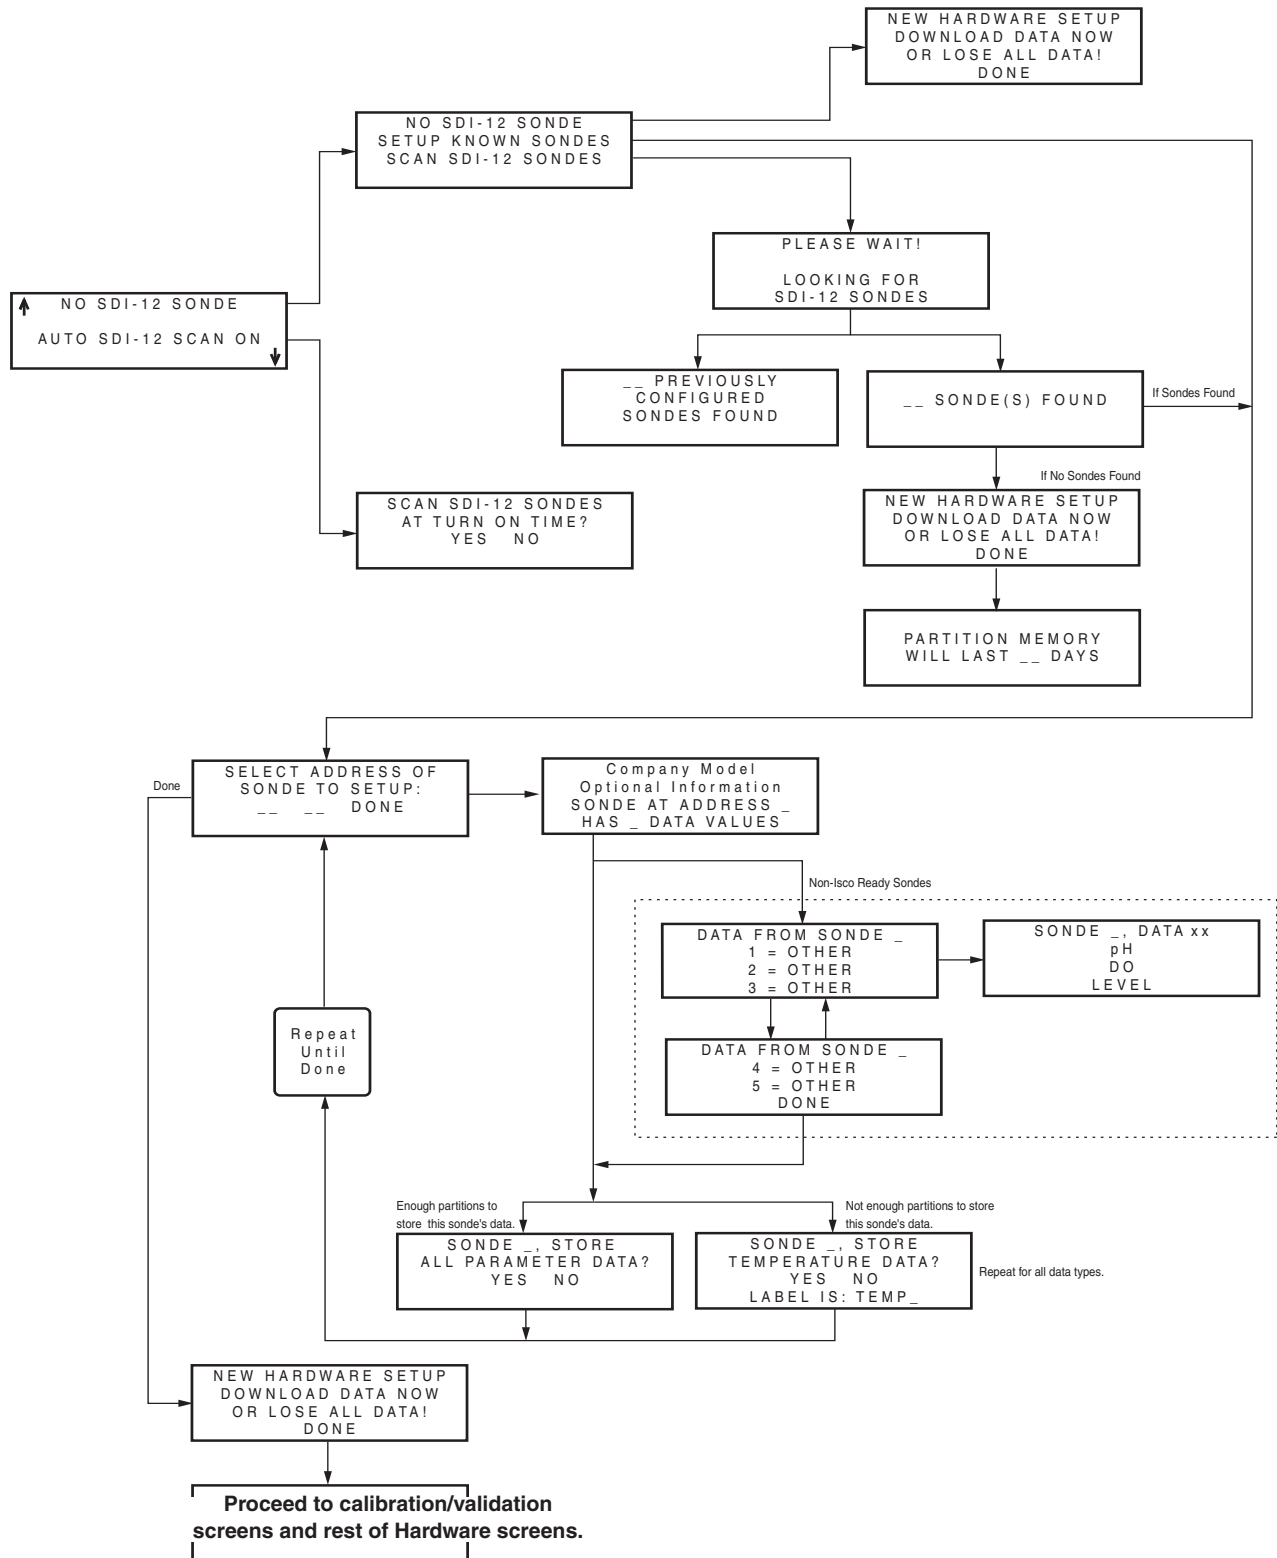 NEW HARDWARE SETUP
DOWNLOAD DATA NOW
OR LOSE ALL DATA!
DONE
NO SDI-12 SONDE
SETUP KNOWN SONDES
SCAN SDI-12 SONDES
PLEASE WAIT!
LOOKING FOR
SDI-12 SONDES
NO SDI-12 SONDE
AUTO SDI-12 SCAN ON
__ PREVIOUSLY
CONFIGURED
SONDES FOUND
__ SONDE(S) FOUND
If Sondes Found
If No Sondes Found
SCAN SDI-12 SONDES
AT TURN ON TIME?
YES NO
NEW HARDWARE SETUP
DOWNLOAD DATA NOW
OR LOSE ALL DATA!
DONE
PARTITION MEMORY
WILL LAST __ DAYS
Done
SELECT ADDRESS OF
SONDE TO SETUP:
__ __ DONE
Company Model
Optional Information
SONDE AT ADDRESS _
HAS _ DATA VALUES
Non-Isco Ready Sondes
DATA FROM SONDE _
1 = OTHER
2 = OTHER
3 = OTHER
SONDE _, DATA xx
pH
DO
LEVEL
Repeat
Until
Done
DATA FROM SONDE _
4 = OTHER
5 = OTHER
DONE
Enough partitions to
store this sonde's data.
Not enough partitions to store
this sonde's data.
SONDE _, STORE
ALL PARAMETER DATA?
YES NO
SONDE _, STORE
TEMPERATURE DATA?
YES NO
LABEL IS: TEMP_
Repeat for all data types.
NEW HARDWARE SETUP
DOWNLOAD DATA NOW
OR LOSE ALL DATA!
DONE
Proceed to calibration/validation
screens and rest of Hardware screens.